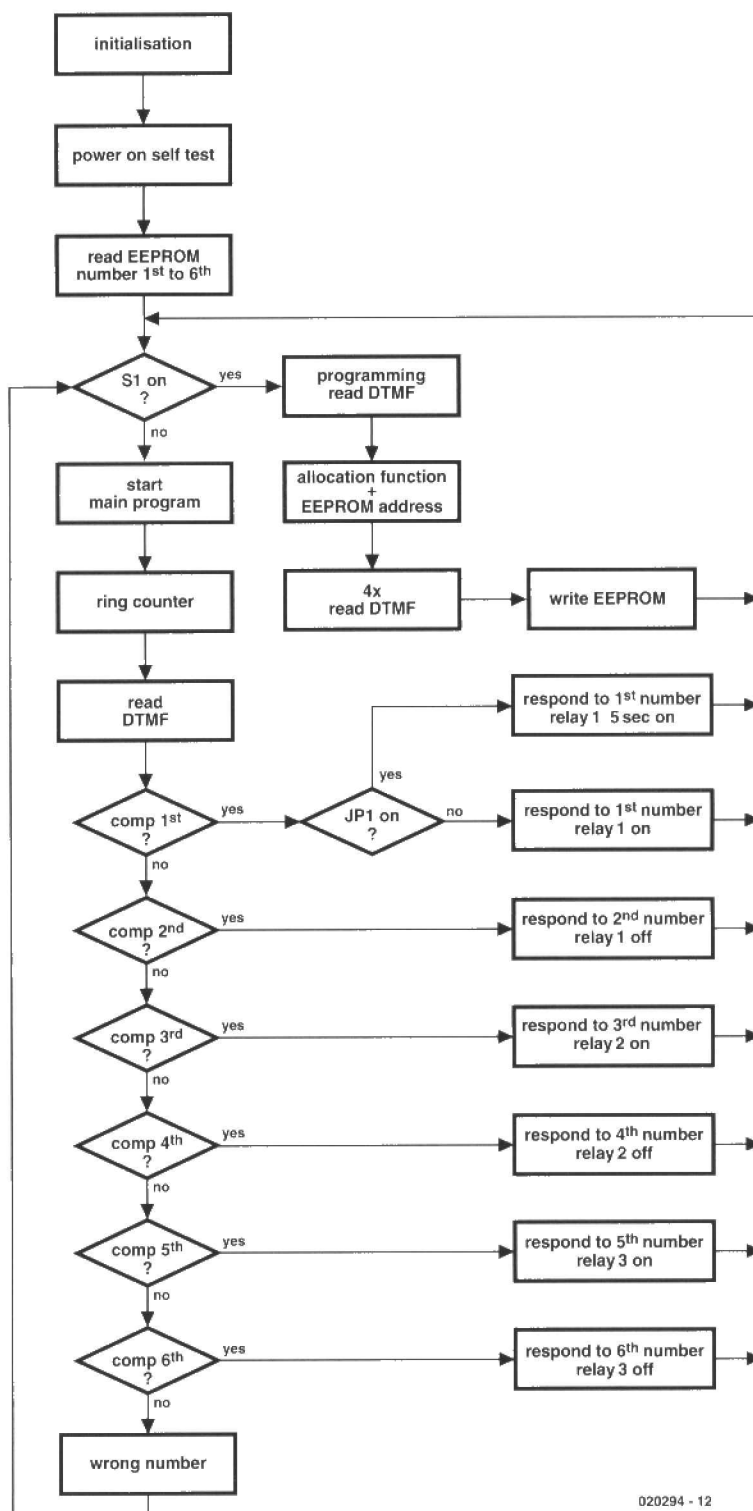 initialisation
power on self test
read EEPROM
number 1st to 6th
S1 on
?
yes
no
programming
read DTMF
start
main program
allocation function
+
EEPROM address
ring counter
4x
read DTMF
write EEPROM
read
DTMF
respond to 1st number
relay 1 5 sec on
yes
comp 1st
?
yes
JP1 on
?
no
respond to 1st number
relay 1 on
no
comp 2nd
?
yes
respond to 2nd number
relay 1 off
no
comp 3rd
?
yes
respond to 3rd number
relay 2 on
no
comp 4th
?
yes
respond to 4th number
relay 2 off
no
comp 5th
?
yes
respond to 5th number
relay 3 on
no
comp 6th
?
yes
respond to 6th number
relay 3 off
no
wrong number
020294 - 12